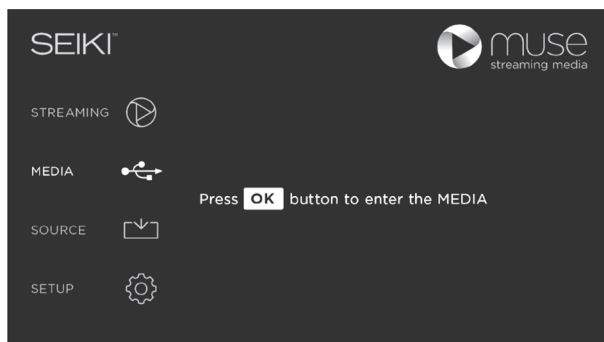 SEIKI™
muse
streaming media
STREAMING
MEDIA
Press OK button to enter the MEDIA
SOURCE
SETUP